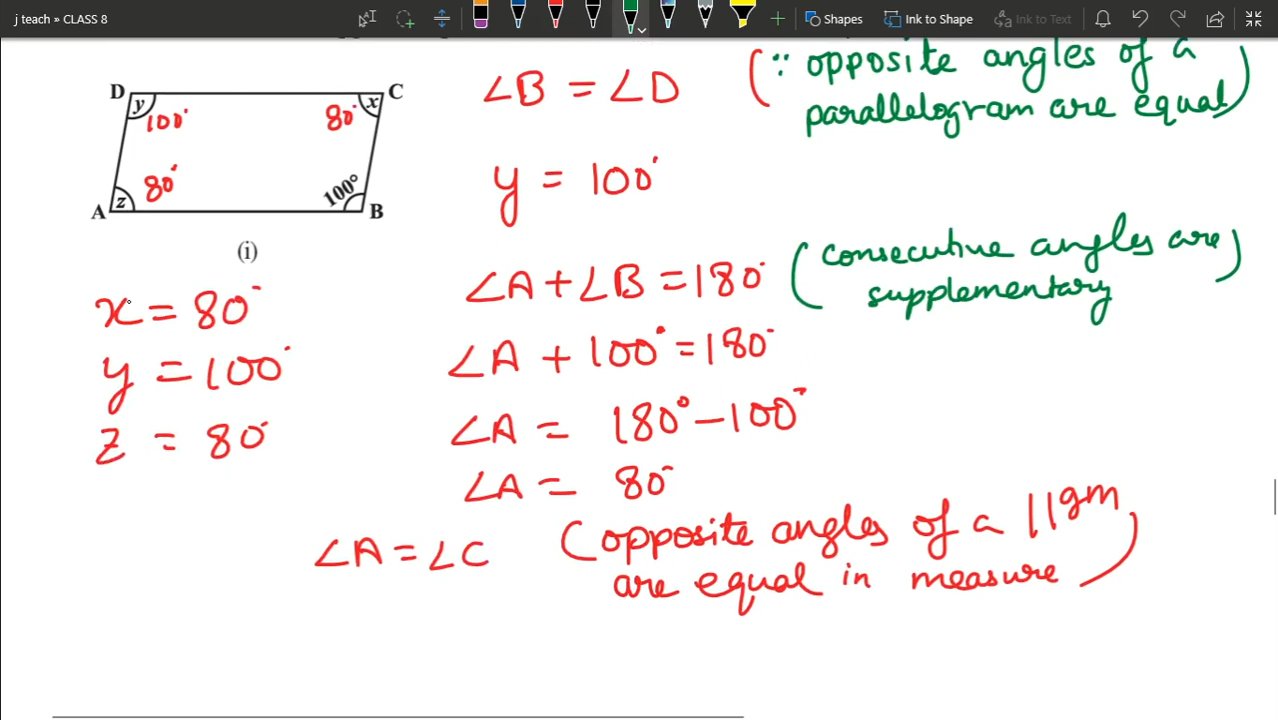 j teach » CLASS 8
Shapes
Ink to Shape
Ink to Text
∠B = ∠D
(∵ opposite angles of a
parallelogram are equal)
D y C x
100° 80°
80° 100°
A z B
(i)
y = 100°
∠A + ∠B = 180° (consecutive angles are
supplementary)
∠A + 100° = 180°
∠A = 180° – 100°
∠A = 80°
x = 80°
y = 100°
z = 80°
∠A = ∠C (opposite angles of a ||gm
are equal in measure)